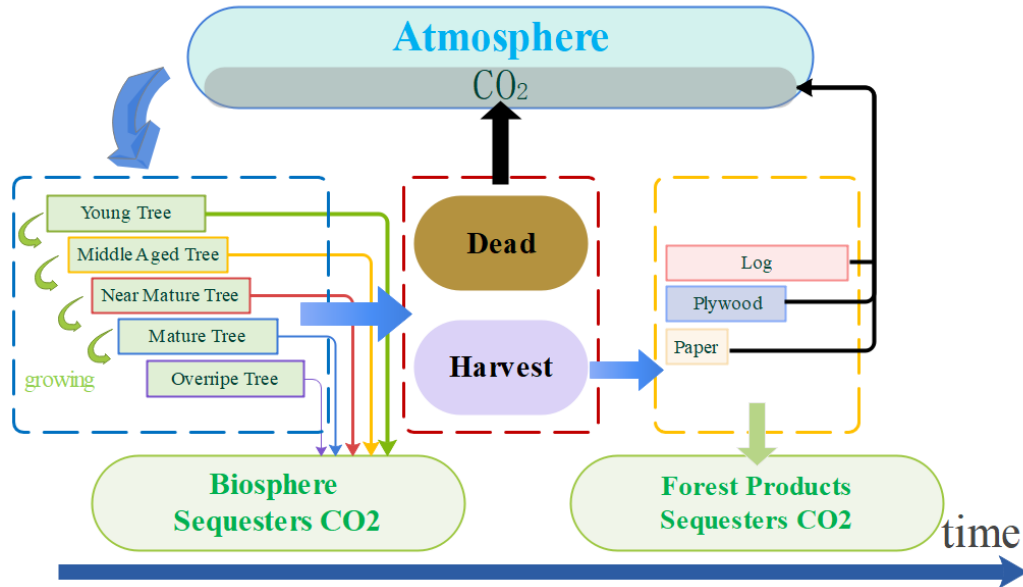 Atmosphere
CO₂
Young Tree
Middle Aged Tree
Near Mature Tree
Mature Tree
Overripe Tree
growing
Dead
Harvest
Log
Plywood
Paper
Biosphere
Sequesters CO2
Forest Products
Sequesters CO2
time